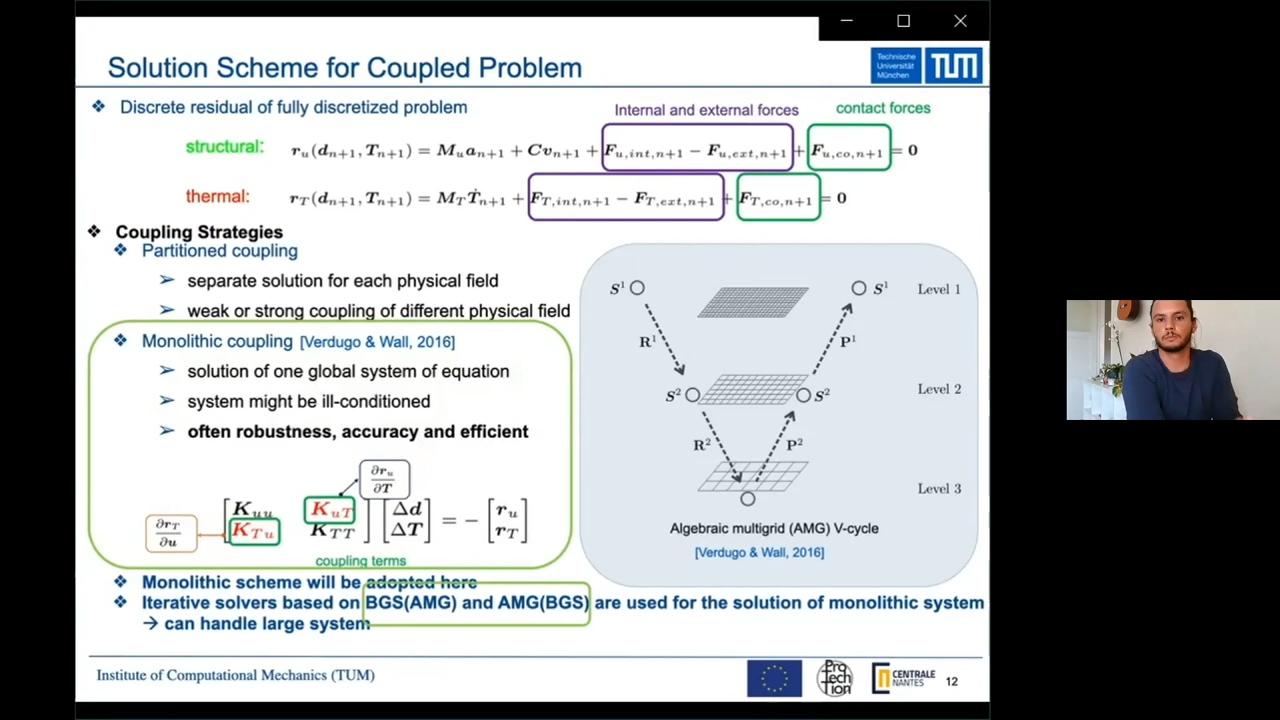 Solution Scheme for Coupled Problem
Technische
Universität
München
TUM
❖ Discrete residual of fully discretized problem
Internal and external forces
contact forces
structural: r_u(d_{n+1}, T_{n+1}) = M_u a_{n+1} + C v_{n+1} + F_{u,int,n+1} − F_{u,ext,n+1} + F_{u,co,n+1} = 0
thermal: r_T(d_{n+1}, T_{n+1}) = M_T Ṫ_{n+1} + F_{T,int,n+1} − F_{T,ext,n+1} + F_{T,co,n+1} = 0
❖ Coupling Strategies
❖ Partitioned coupling
➢ separate solution for each physical field
➢ weak or strong coupling of different physical field
❖ Monolithic coupling [Verdugo & Wall, 2016]
➢ solution of one global system of equation
➢ system might be ill-conditioned
➢ often robustness, accuracy and efficient
∂r_u
∂T
∂r_T
∂u
[K_uu K_uT] [Δd] = − [r_u]
[K_Tu K_TT] [ΔT] [r_T]
coupling terms
S¹ S¹ Level 1
R¹ P¹
S² S² Level 2
R² P²
Level 3
Algebraic multigrid (AMG) V-cycle
[Verdugo & Wall, 2016]
❖ Monolithic scheme will be adopted here
❖ Iterative solvers based on BGS(AMG) and AMG(BGS) are used for the solution of monolithic system
→ can handle large system
Institute of Computational Mechanics (TUM)
ProTechTion
CENTRALE
NANTES
12